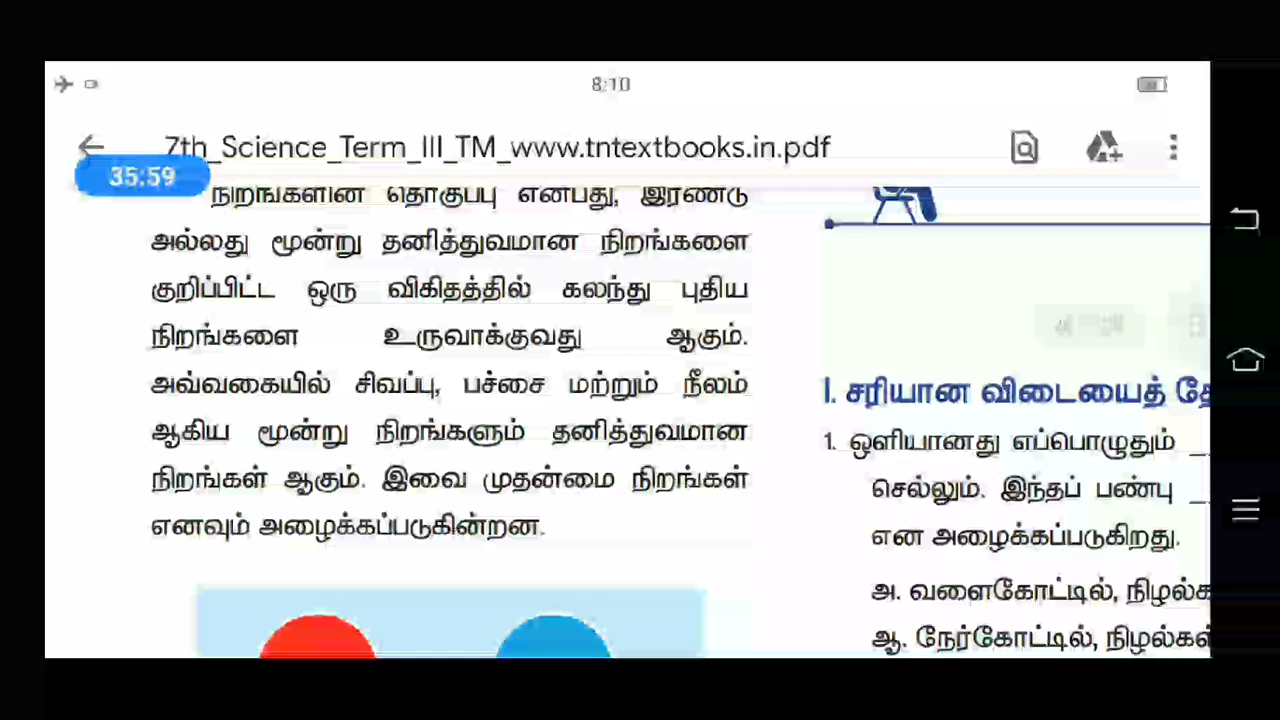 8:10
7th_Science_Term_III_TM_www.tntextbooks.in.pdf
35:59
நிறங்களின் தொகுப்பு என்பது, இரண்டு
அல்லது மூன்று தனித்துவமான நிறங்களை
குறிப்பிட்ட ஒரு விகிதத்தில் கலந்து புதிய
நிறங்களை உருவாக்குவது ஆகும்.
அவ்வகையில் சிவப்பு, பச்சை மற்றும் நீலம்
ஆகிய மூன்று நிறங்களும் தனித்துவமான
நிறங்கள் ஆகும். இவை முதன்மை நிறங்கள்
எனவும் அழைக்கப்படுகின்றன.
I. சரியான விடையைத் தே
1. ஒளியானது எப்பொழுதும் __
செல்லும். இந்தப் பண்பு __
என அழைக்கப்படுகிறது.
அ. வளைகோட்டில், நிழல்க
ஆ. நேர்கோட்டில், நிழல்கள்